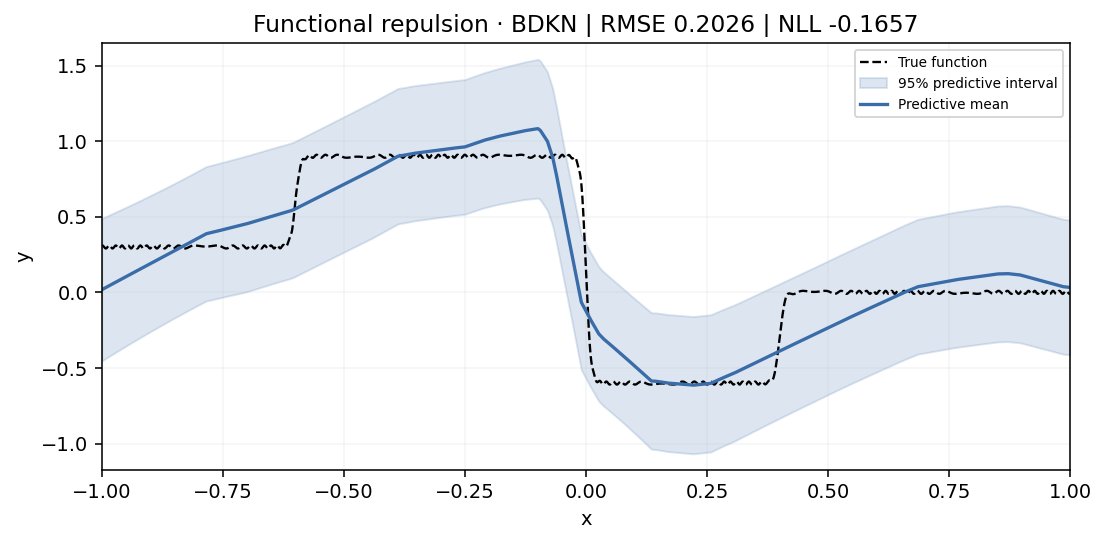 Functional repulsion · BDKN | RMSE 0.2026 | NLL -0.1657
True function
95% predictive interval
Predictive mean
y
1.5
1.0
0.5
0.0
−0.5
−1.0
−1.00 −0.75 −0.50 −0.25 0.00 0.25 0.50 0.75 1.00
x